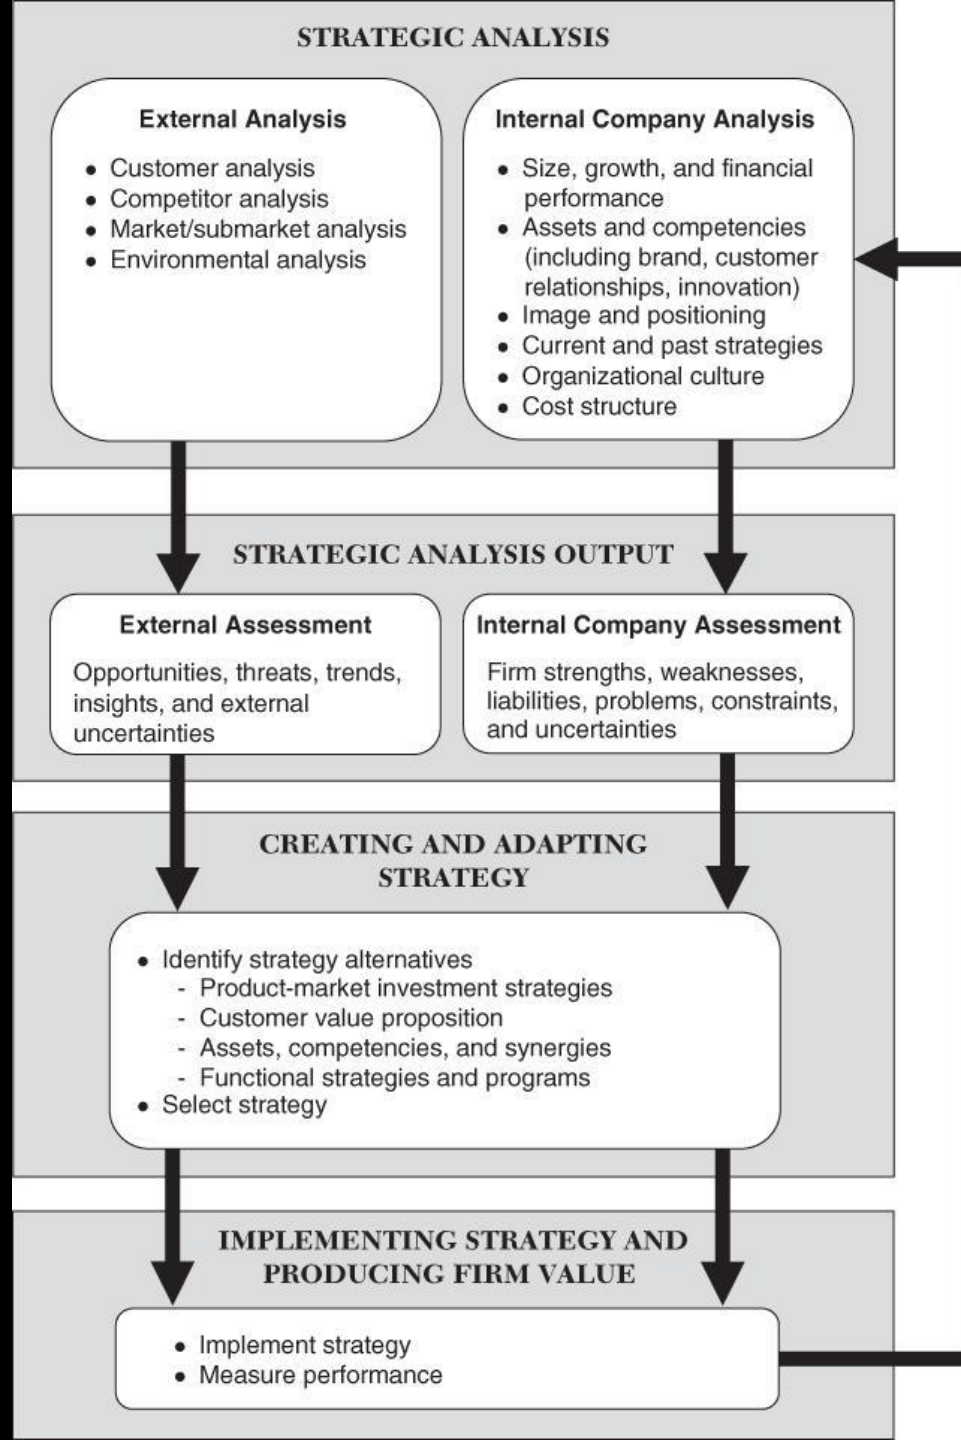 STRATEGIC ANALYSIS
External Analysis
• Customer analysis
• Competitor analysis
• Market/submarket analysis
• Environmental analysis
Internal Company Analysis
• Size, growth, and financial
performance
• Assets and competencies
(including brand, customer
relationships, innovation)
• Image and positioning
• Current and past strategies
• Organizational culture
• Cost structure
STRATEGIC ANALYSIS OUTPUT
External Assessment
Opportunities, threats, trends,
insights, and external
uncertainties
Internal Company Assessment
Firm strengths, weaknesses,
liabilities, problems, constraints,
and uncertainties
CREATING AND ADAPTING
STRATEGY
• Identify strategy alternatives
- Product-market investment strategies
- Customer value proposition
- Assets, competencies, and synergies
- Functional strategies and programs
• Select strategy
IMPLEMENTING STRATEGY AND
PRODUCING FIRM VALUE
• Implement strategy
• Measure performance